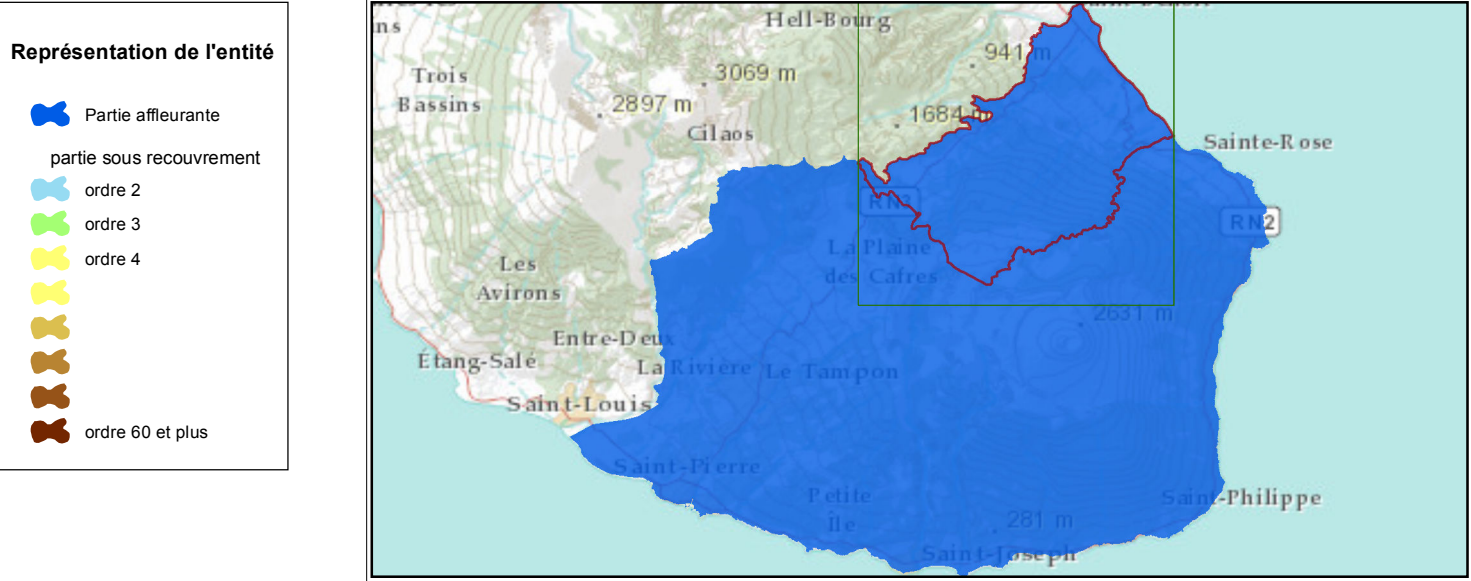 Représentation de l'entité
Partie affleurante
partie sous recouvrement
ordre 2
ordre 3
ordre 4
ordre 60 et plus
Hell-Bourg
941 m
Trois
Bassins
3069 m
2897 m
1684 m
Cilaos
Sainte-Rose
RN3
RN2
La Plaine
des Cafres
Les
Avirons
2631 m
Entre-Deux
Étang-Salé
La Rivière
Le Tampon
Saint-Louis
Saint-Pierre
Petite
Île
Saint-Philippe
281 m
Saint-Joseph